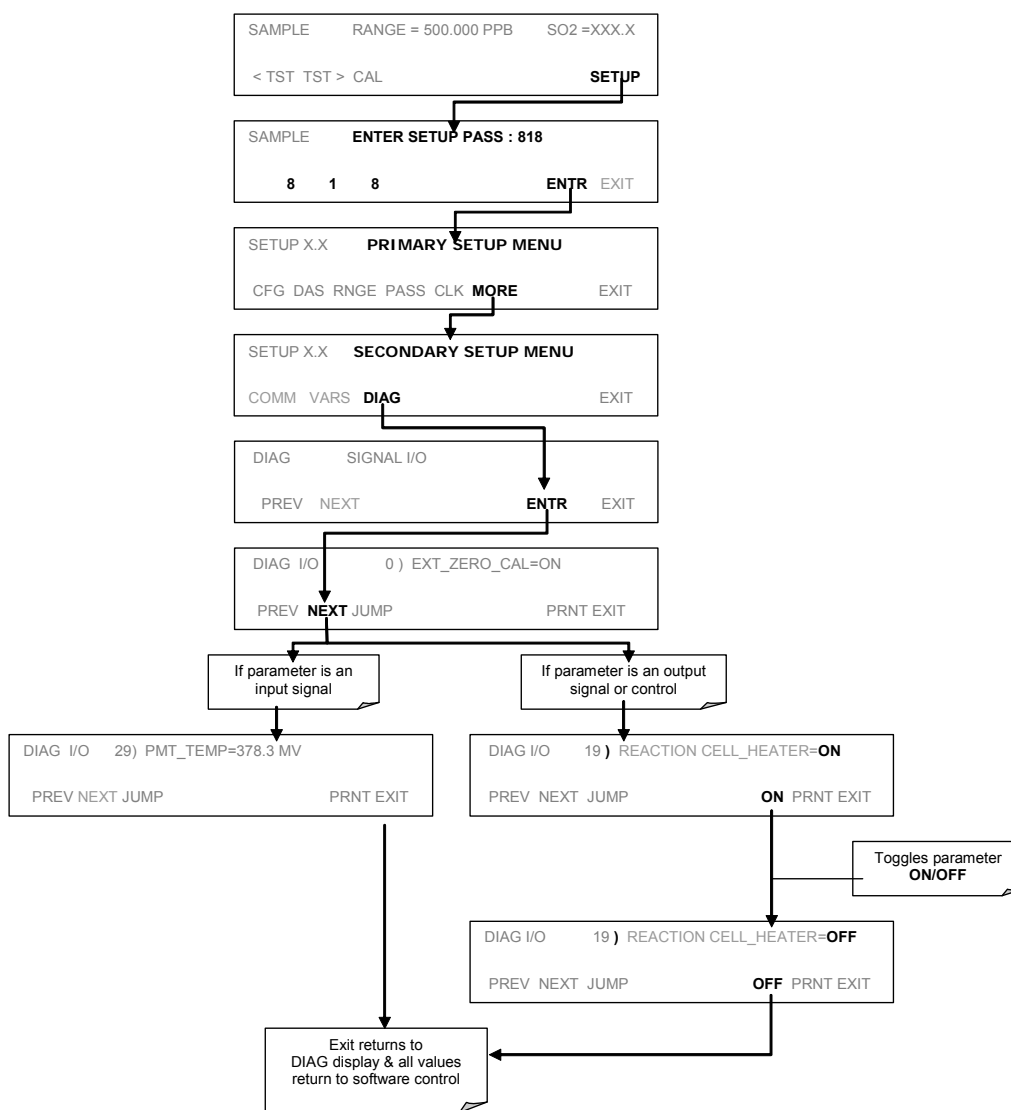 SAMPLE RANGE = 500.000 PPB SO2 =XXX.X
< TST TST > CAL SETUP
SAMPLE ENTER SETUP PASS : 818
8 1 8 ENTR EXIT
SETUP X.X PRIMARY SETUP MENU
CFG DAS RNGE PASS CLK MORE EXIT
SETUP X.X SECONDARY SETUP MENU
COMM VARS DIAG EXIT
DIAG SIGNAL I/O
PREV NEXT ENTR EXIT
DIAG I/O 0 ) EXT_ZERO_CAL=ON
PREV NEXT JUMP PRNT EXIT
If parameter is an
input signal
If parameter is an output
signal or control
DIAG I/O 29) PMT_TEMP=378.3 MV
PREV NEXT JUMP PRNT EXIT
DIAG I/O 19 ) REACTION CELL_HEATER=ON
PREV NEXT JUMP ON PRNT EXIT
Toggles parameter
ON/OFF
DIAG I/O 19 ) REACTION CELL_HEATER=OFF
PREV NEXT JUMP OFF PRNT EXIT
Exit returns to
DIAG display & all values
return to software control